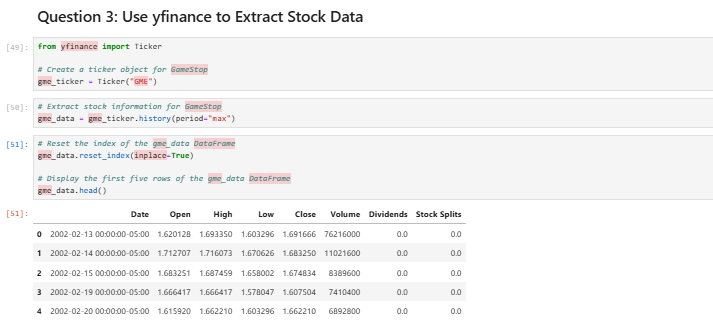 Question 3: Use yfinance to Extract Stock Data
[49]: from yfinance import Ticker
# Create a ticker object for GameStop
gme_ticker = Ticker("GME")
[50]: # Extract stock information for GameStop
gme_data = gme_ticker.history(period="max")
[51]: # Reset the index of the gme_data DataFrame
gme_data.reset_index(inplace=True)
# Display the first five rows of the gme_data DataFrame
gme_data.head()
[51]: Date Open High Low Close Volume Dividends Stock Splits
0 2002-02-13 00:00:00-05:00 1.620128 1.693350 1.603296 1.691666 76216000 0.0 0.0
1 2002-02-14 00:00:00-05:00 1.712707 1.716073 1.670626 1.683250 11021600 0.0 0.0
2 2002-02-15 00:00:00-05:00 1.683251 1.687459 1.658002 1.674834 8389600 0.0 0.0
3 2002-02-19 00:00:00-05:00 1.666417 1.666417 1.578047 1.607504 7410400 0.0 0.0
4 2002-02-20 00:00:00-05:00 1.615920 1.662210 1.603296 1.662210 6892800 0.0 0.0